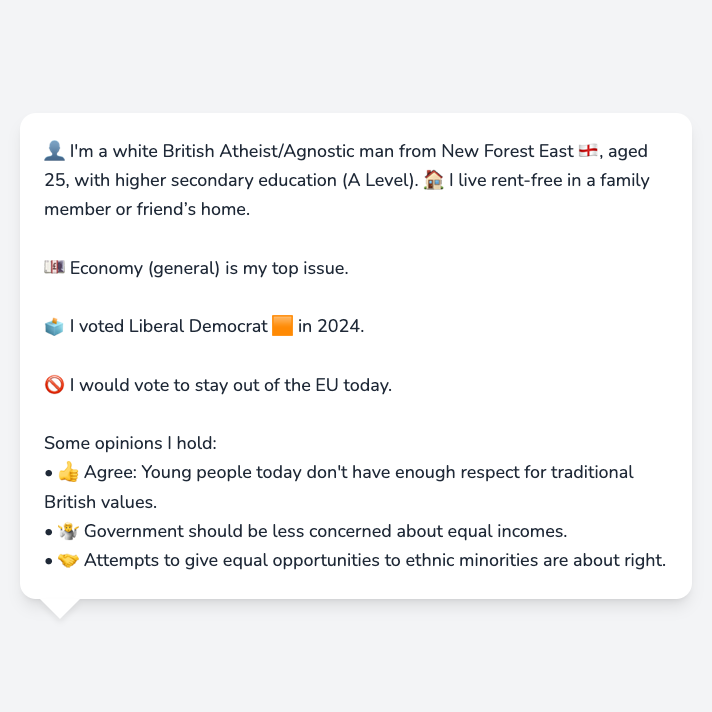 👤 I'm a white British Atheist/Agnostic man from New Forest East 🏴󠁧󠁢󠁥󠁮󠁧󠁿, aged
25, with higher secondary education (A Level). 🏠 I live rent-free in a family
member or friend’s home.
💷 Economy (general) is my top issue.
🗳️ I voted Liberal Democrat 🟧 in 2024.
🚫 I would vote to stay out of the EU today.
Some opinions I hold:
• 👍 Agree: Young people today don't have enough respect for traditional
British values.
• 🤷 Government should be less concerned about equal incomes.
• 🤝 Attempts to give equal opportunities to ethnic minorities are about right.